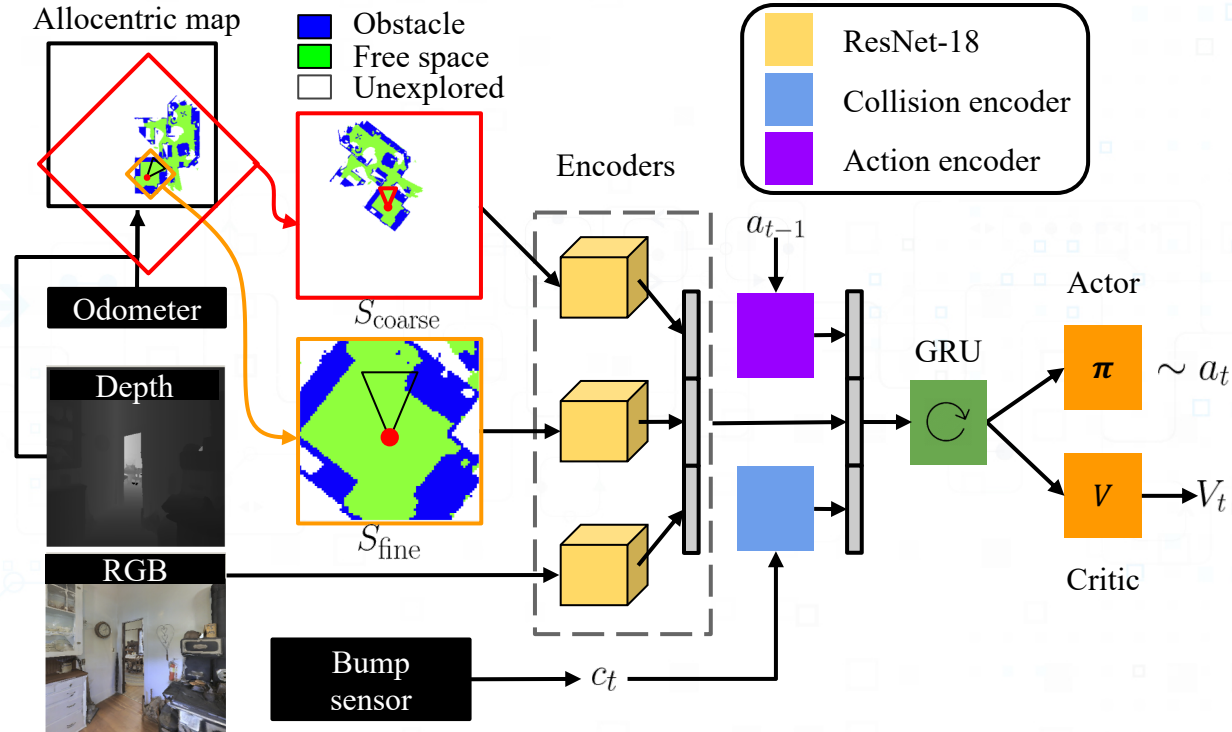 Allocentric map
Obstacle
Free space
Unexplored
ResNet-18
Collision encoder
Action encoder
Encoders
S_coarse
Odometer
Depth
S_fine
RGB
Bump
sensor
c_t
a_{t-1}
GRU
Actor
π
∼ a_t
V
V_t
Critic